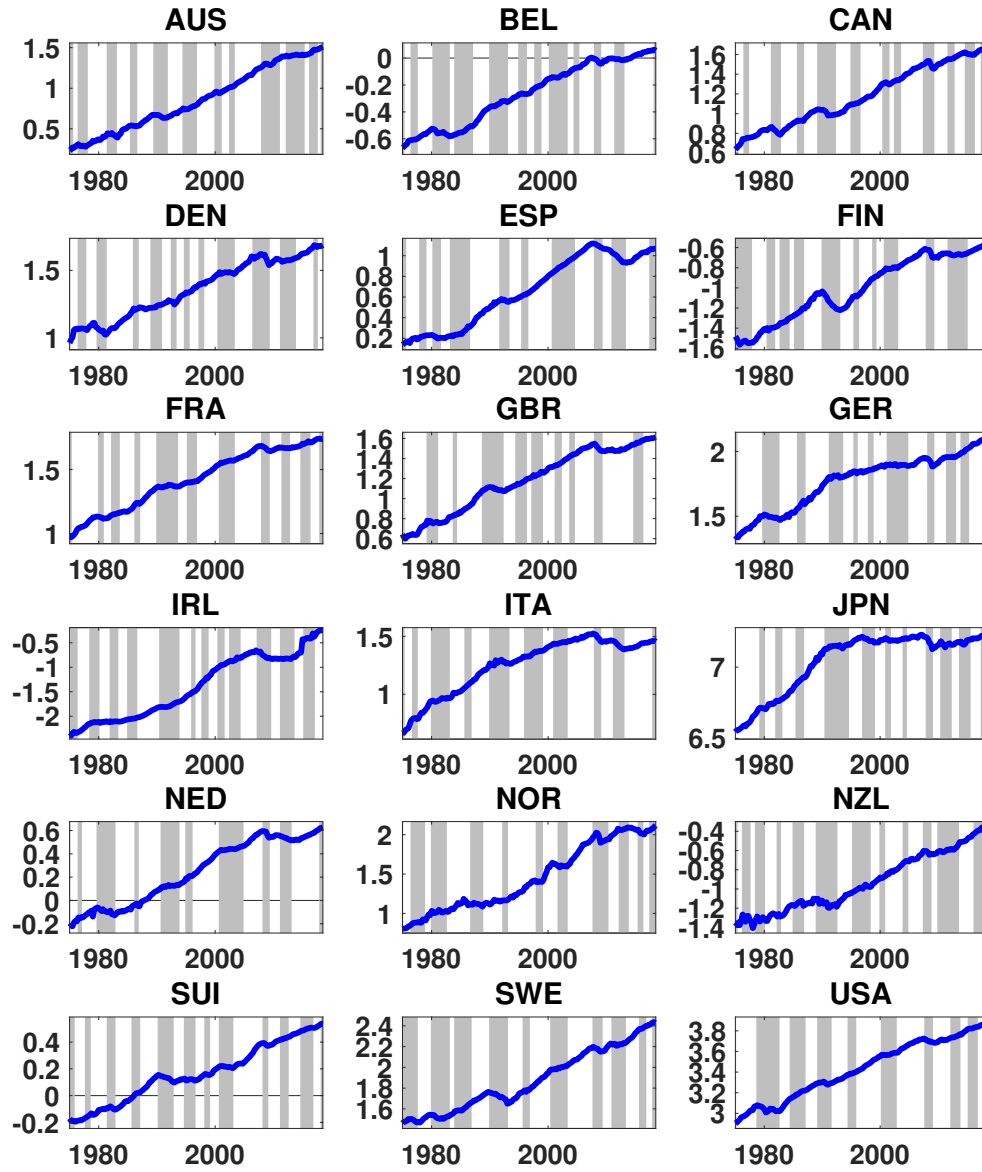 AUS BEL CAN
1.5 1 0.5
0 -0.2 -0.4 -0.6
1.6 1.4 1.2 1 0.8 0.6
1980 2000 1980 2000 1980 2000
DEN ESP FIN
1.5 1
1 0.8 0.6 0.4 0.2
-0.6 -0.8 -1 -1.2 -1.4 -1.6
1980 2000 1980 2000 1980 2000
FRA GBR GER
1.5 1
1.6 1.4 1.2 1 0.8 0.6
2 1.5
1980 2000 1980 2000 1980 2000
IRL ITA JPN
-0.5 -1 -1.5 -2
1.5 1
7 6.5
1980 2000 1980 2000 1980 2000
NED NOR NZL
0.6 0.4 0.2 0 -0.2
2 1.5 1
-0.4 -0.6 -0.8 -1 -1.2 -1.4
1980 2000 1980 2000 1980 2000
SUI SWE USA
0.4 0.2 0 -0.2
2.4 2.2 2 1.8 1.6
3.8 3.6 3.4 3.2 3
1980 2000 1980 2000 1980 2000